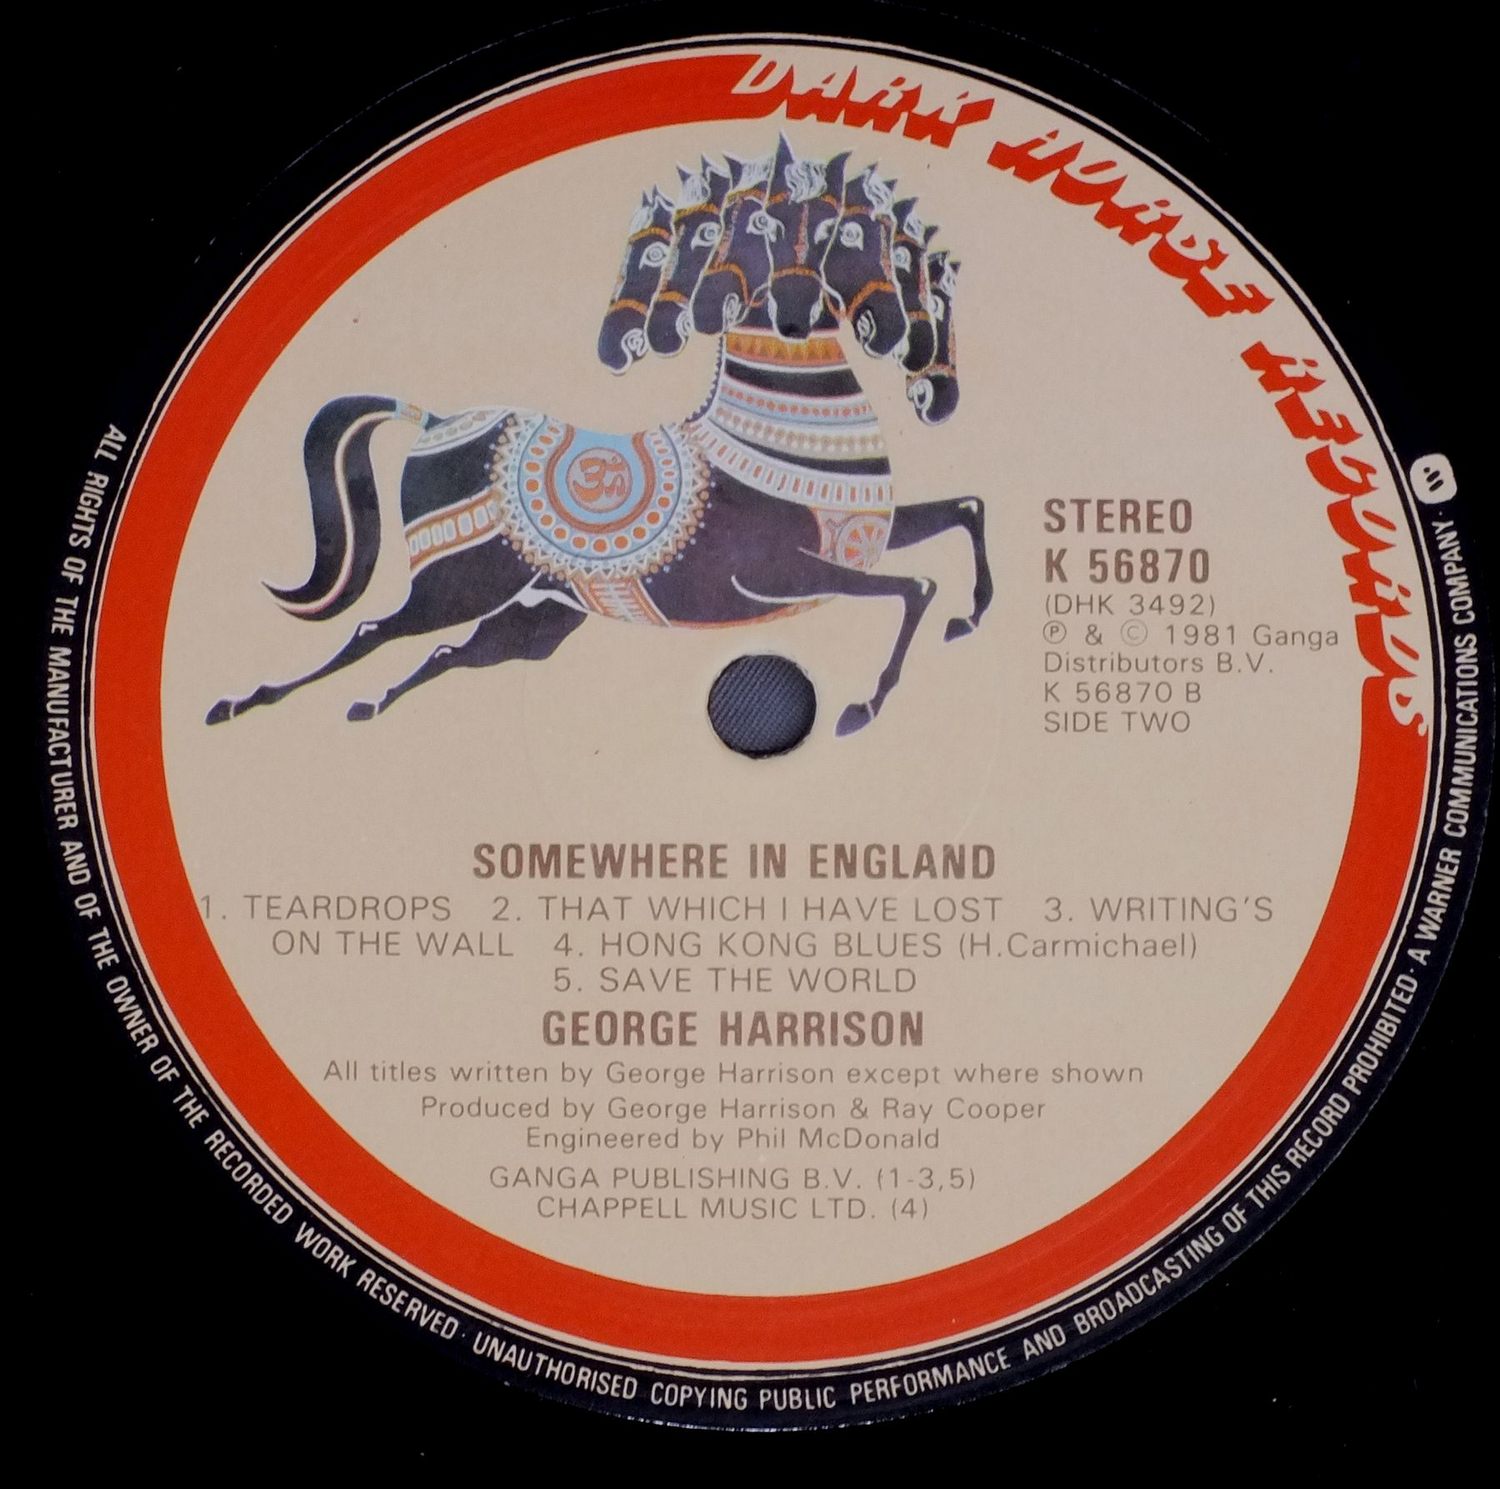 DARK HORSE RECORDS
STEREO
K 56870
(DHK 3492)
Ⓟ & © 1981 Ganga
Distributors B.V.
K 56870 B
SIDE TWO
SOMEWHERE IN ENGLAND
1. TEARDROPS 2. THAT WHICH I HAVE LOST 3. WRITING'S
ON THE WALL 4. HONG KONG BLUES (H.Carmichael)
5. SAVE THE WORLD
GEORGE HARRISON
All titles written by George Harrison except where shown
Produced by George Harrison & Ray Cooper
Engineered by Phil McDonald
GANGA PUBLISHING B.V. (1-3,5)
CHAPPELL MUSIC LTD. (4)
ALL RIGHTS OF THE MANUFACTURER AND OF THE OWNER OF THE RECORDED WORK RESERVED · UNAUTHORISED COPYING PUBLIC PERFORMANCE AND BROADCASTING OF THIS RECORD PROHIBITED · A WARNER COMMUNICATIONS COMPANY ·